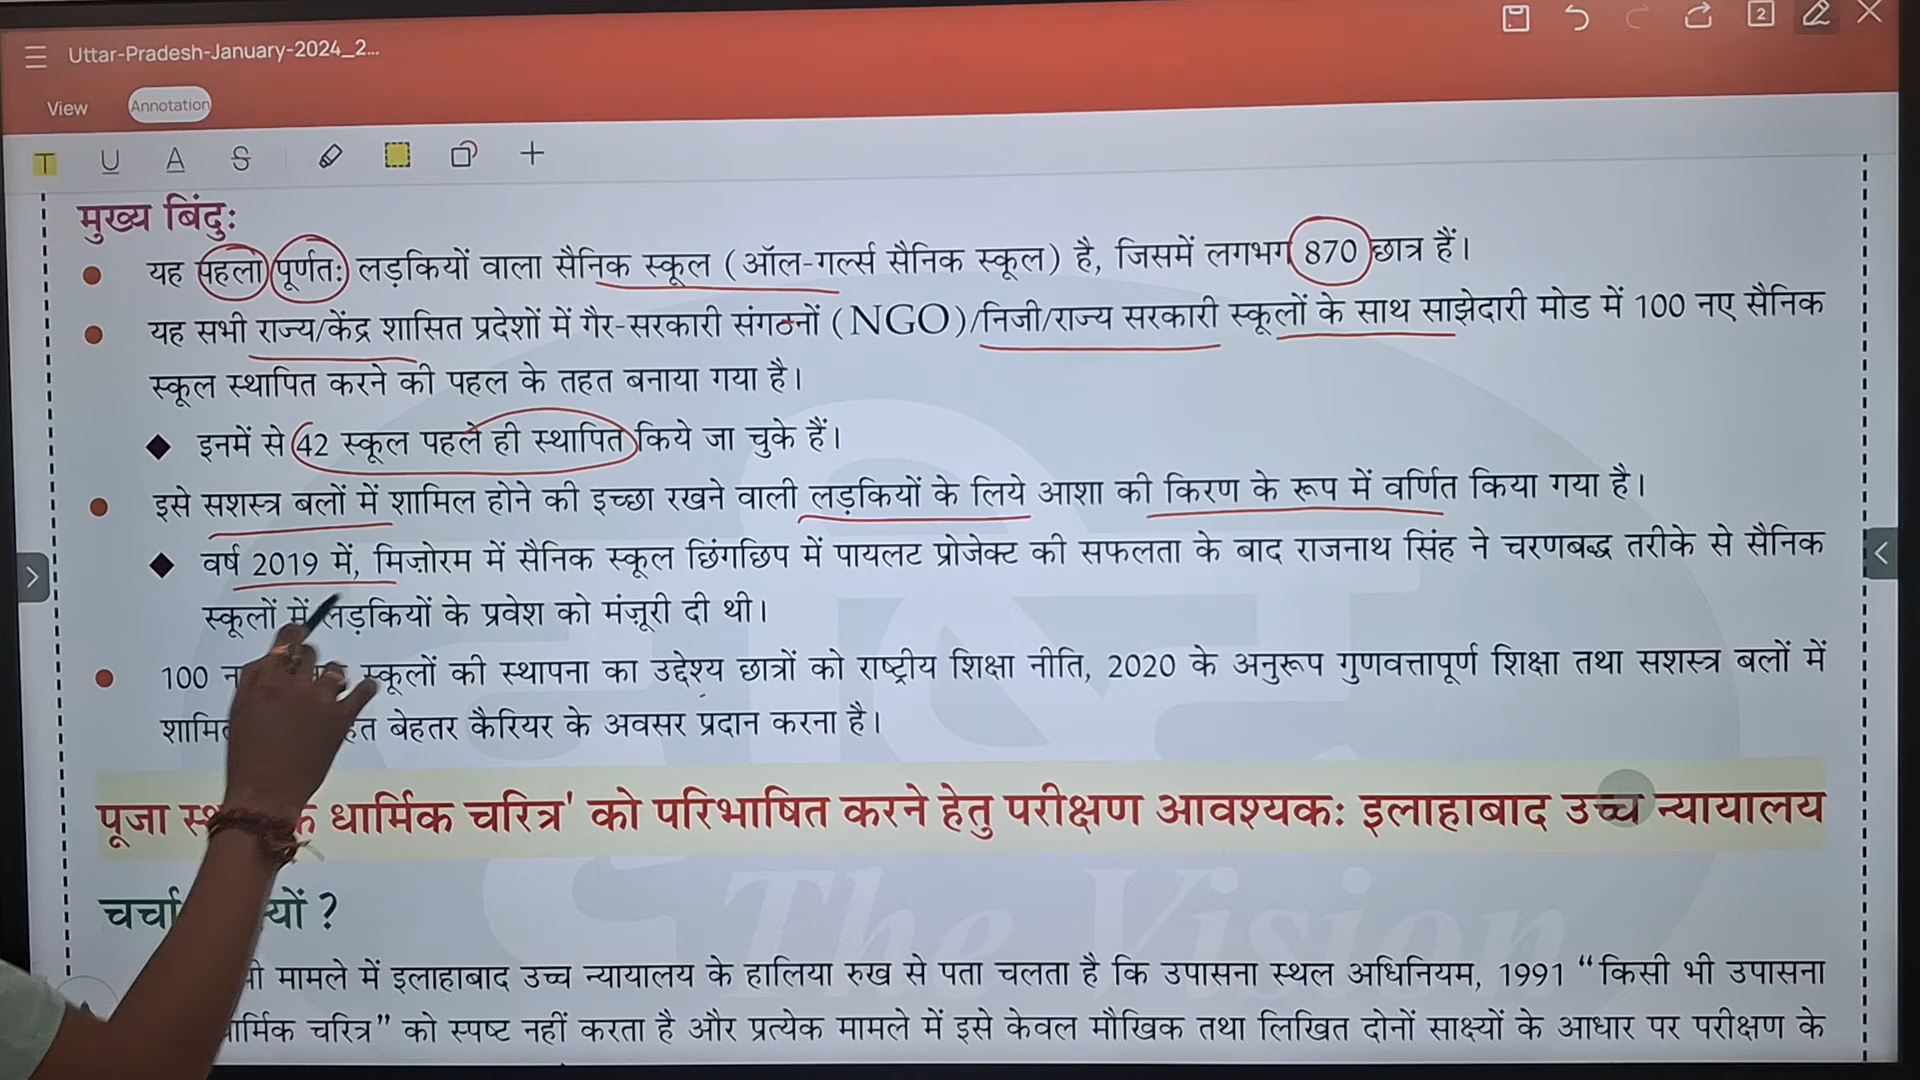 Uttar-Pradesh-January-2024_2...
View Annotation
मुख्य बिंदुः
यह पहला पूर्णतः लड़कियों वाला सैनिक स्कूल (ऑल-गर्ल्स सैनिक स्कूल) है, जिसमें लगभग 870 छात्र हैं।
यह सभी राज्य/केंद्र शासित प्रदेशों में गैर-सरकारी संगठनों (NGO)/निजी/राज्य सरकारी स्कूलों के साथ साझेदारी मोड में 100 नए सैनिक
स्कूल स्थापित करने की पहल के तहत बनाया गया है।
इनमें से 42 स्कूल पहले ही स्थापित किये जा चुके हैं।
इसे सशस्त्र बलों में शामिल होने की इच्छा रखने वाली लड़कियों के लिये आशा की किरण के रूप में वर्णित किया गया है।
वर्ष 2019 में, मिज़ोरम में सैनिक स्कूल छिंगछिप में पायलट प्रोजेक्ट की सफलता के बाद राजनाथ सिंह ने चरणबद्ध तरीके से सैनिक
स्कूलों में लड़कियों के प्रवेश को मंज़ूरी दी थी।
100 स्कूलों की स्थापना का उद्देश्य छात्रों को राष्ट्रीय शिक्षा नीति, 2020 के अनुरूप गुणवत्तापूर्ण शिक्षा तथा सशस्त्र बलों में
बेहतर कैरियर के अवसर प्रदान करना है।
पूजा धार्मिक चरित्र' को परिभाषित करने हेतु परीक्षण आवश्यकः इलाहाबाद उच्च न्यायालय
चर्चा ?
मामले में इलाहाबाद उच्च न्यायालय के हालिया रुख से पता चलता है कि उपासना स्थल अधिनियम, 1991 “किसी भी उपासना
चरित्र” को स्पष्ट नहीं करता है और प्रत्येक मामले में इसे केवल मौखिक तथा लिखित दोनों साक्ष्यों के आधार पर परीक्षण के
The Vision